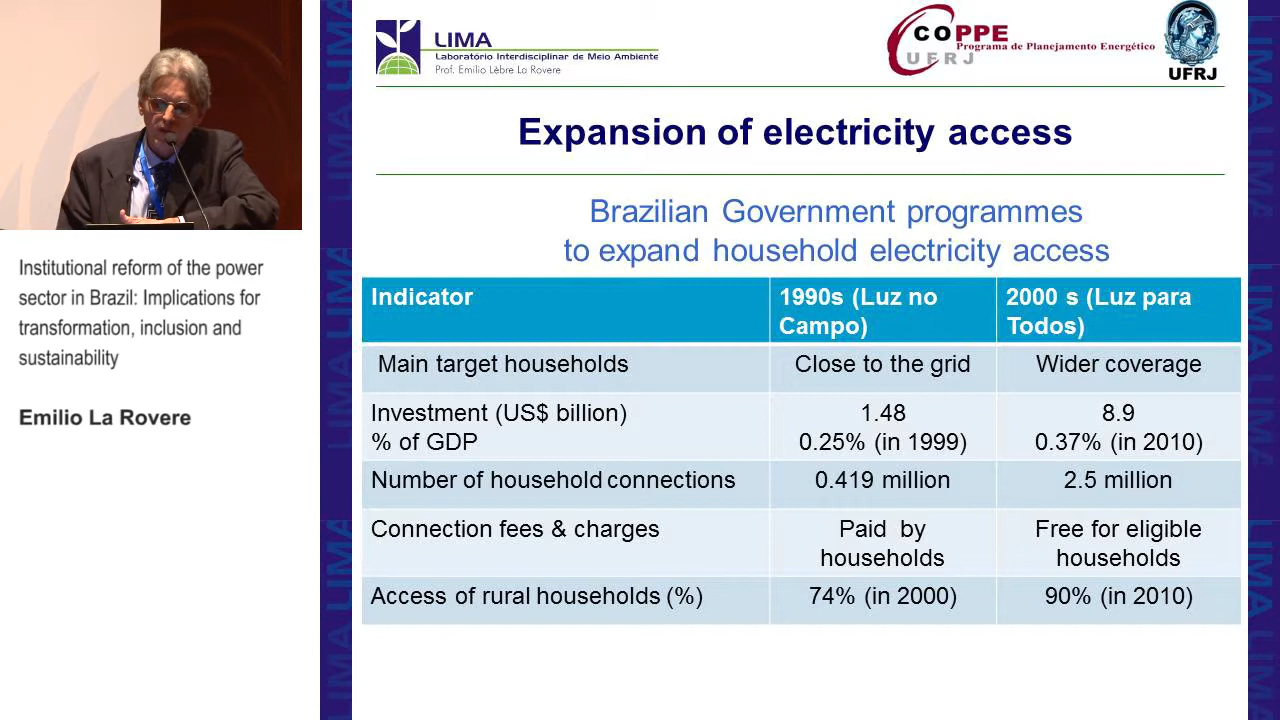 LIMA
Laboratório Interdisciplinar de Meio Ambiente
Prof. Emilio Lèbre La Rovere
COPPE
UFRJ
Programa de Planejamento Energético
UFRJ
Expansion of electricity access
Brazilian Government programmes
to expand household electricity access
Indicator
1990s (Luz no
Campo)
2000 s (Luz para
Todos)
Main target households
Close to the grid
Wider coverage
Investment (US$ billion)
% of GDP
1.48
0.25% (in 1999)
8.9
0.37% (in 2010)
Number of household connections
0.419 million
2.5 million
Connection fees & charges
Paid by
households
Free for eligible
households
Access of rural households (%)
74% (in 2000)
90% (in 2010)
Institutional reform of the power
sector in Brazil: Implications for
transformation, inclusion and
sustainability
Emilio La Rovere
LIMA LIMA LIMA
LIMA LIMA LIMA